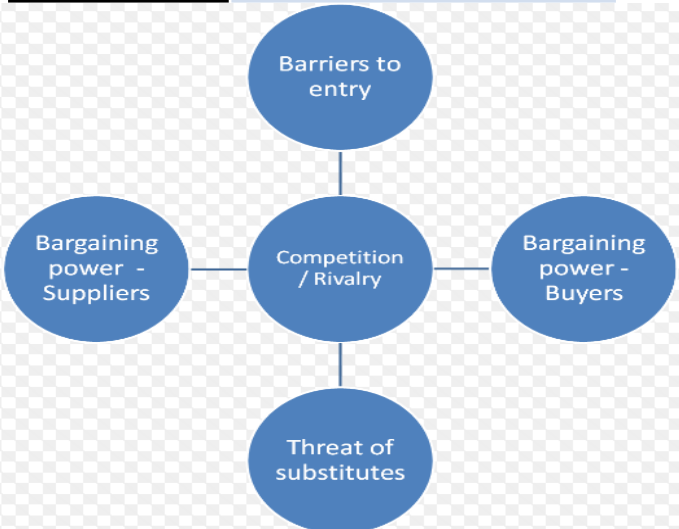 Barriers to
entry
Bargaining
power  -
Suppliers
Competition
/ Rivalry
Bargaining
power -
Buyers
Threat of
substitutes